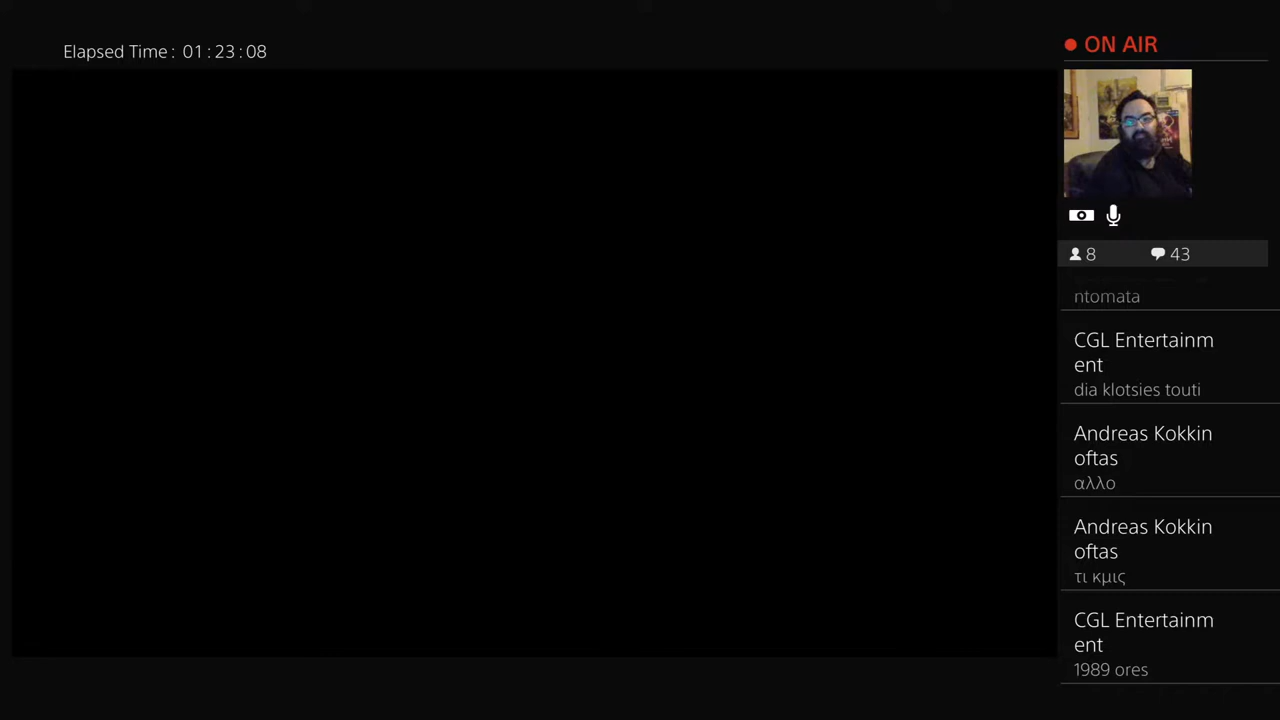 Elapsed Time : 01 : 23 : 08
ON AIR
8 43
ntomata
CGL Entertainm
ent
dia klotsies touti
Andreas Kokkin
oftas
αλλο
Andreas Kokkin
oftas
τι κμις
CGL Entertainm
ent
1989 ores